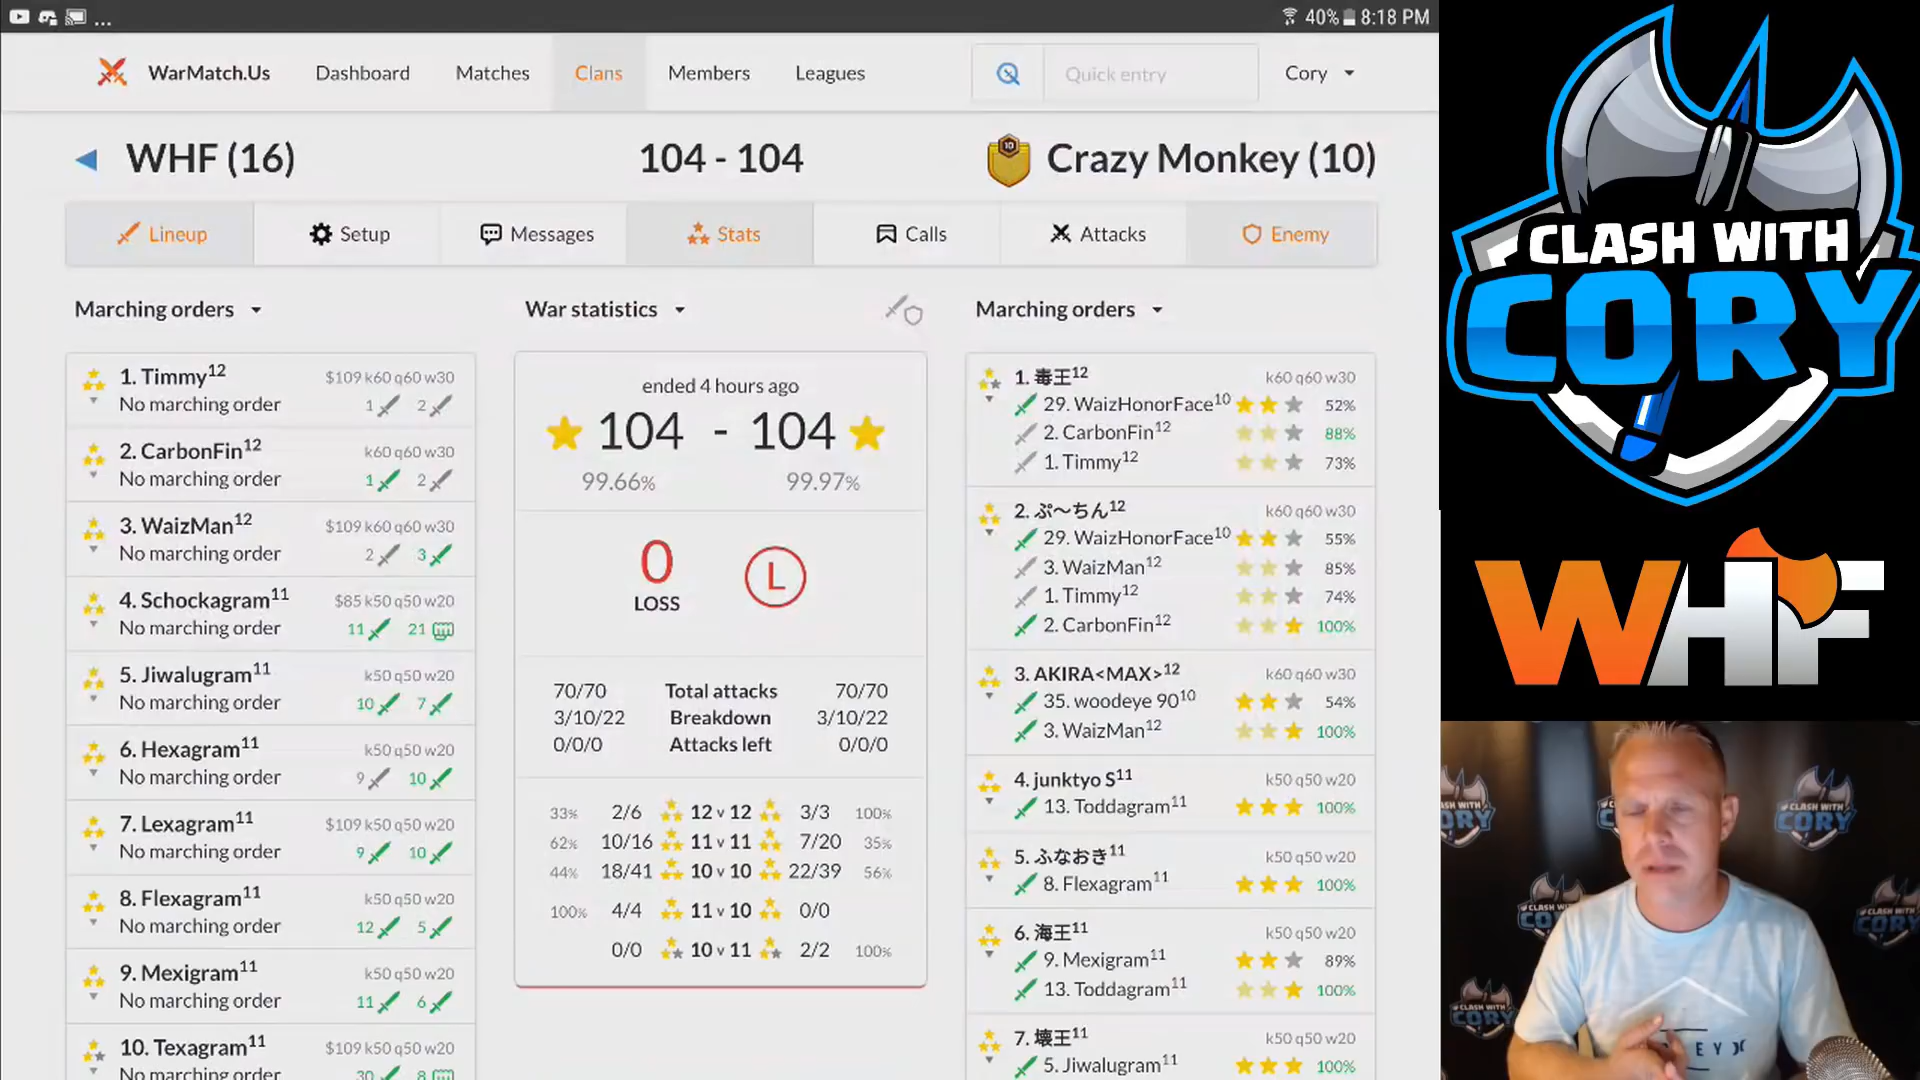 ... 40% 8:18 PM
WarMatch.Us Dashboard Matches Clans Members Leagues Quick entry Cory
WHF (16) 104 - 104 Crazy Monkey (10)
Lineup Setup Messages Stats Calls Attacks Enemy
Marching orders
1. Timmy12 $109 k60 q60 w30
No marching order 1 2
2. CarbonFin12 k60 q60 w30
No marching order 1 2
3. WaizMan12 $109 k60 q60 w30
No marching order 2 3
4. Schockagram11 $85 k50 q50 w20
No marching order 11 21
5. Jiwalugram11 k50 q50 w20
No marching order 10 7
6. Hexagram11 k50 q50 w20
No marching order 9 10
7. Lexagram11 $109 k50 q50 w20
No marching order 9 10
8. Flexagram11 k50 q50 w20
No marching order 12 5
9. Mexigram11 k50 q50 w20
No marching order 11 6
10. Texagram11 $109 k50 q50 w20
No marching order 30 8
War statistics
ended 4 hours ago
104 - 104
99.66% 99.97%
0 L
LOSS
70/70 Total attacks 70/70
3/10/22 Breakdown 3/10/22
0/0/0 Attacks left 0/0/0
33% 2/6 12 v 12 3/3 100%
62% 10/16 11 v 11 7/20 35%
44% 18/41 10 v 10 22/39 56%
100% 4/4 11 v 10 0/0
0/0 10 v 11 2/2 100%
Marching orders
1. 毒王12 k60 q60 w30
29. WaizHonorFace10 52%
2. CarbonFin12 88%
1. Timmy12 73%
2. ぷ〜ちん12 k60 q60 w30
29. WaizHonorFace10 55%
3. WaizMan12 85%
1. Timmy12 74%
2. CarbonFin12 100%
3. AKIRA<MAX>12 k60 q60 w30
35. woodeye 9010 54%
3. WaizMan12 100%
4. junktyo S11 k50 q50 w20
13. Toddagram11 100%
5. ふなおき11 k50 q50 w20
8. Flexagram11 100%
6. 海王11 k50 q50 w20
9. Mexigram11 89%
13. Toddagram11 100%
7. 壊王11 k50 q50 w20
5. Jiwalugram11 100%
CLASH WITH
CORY
WHF